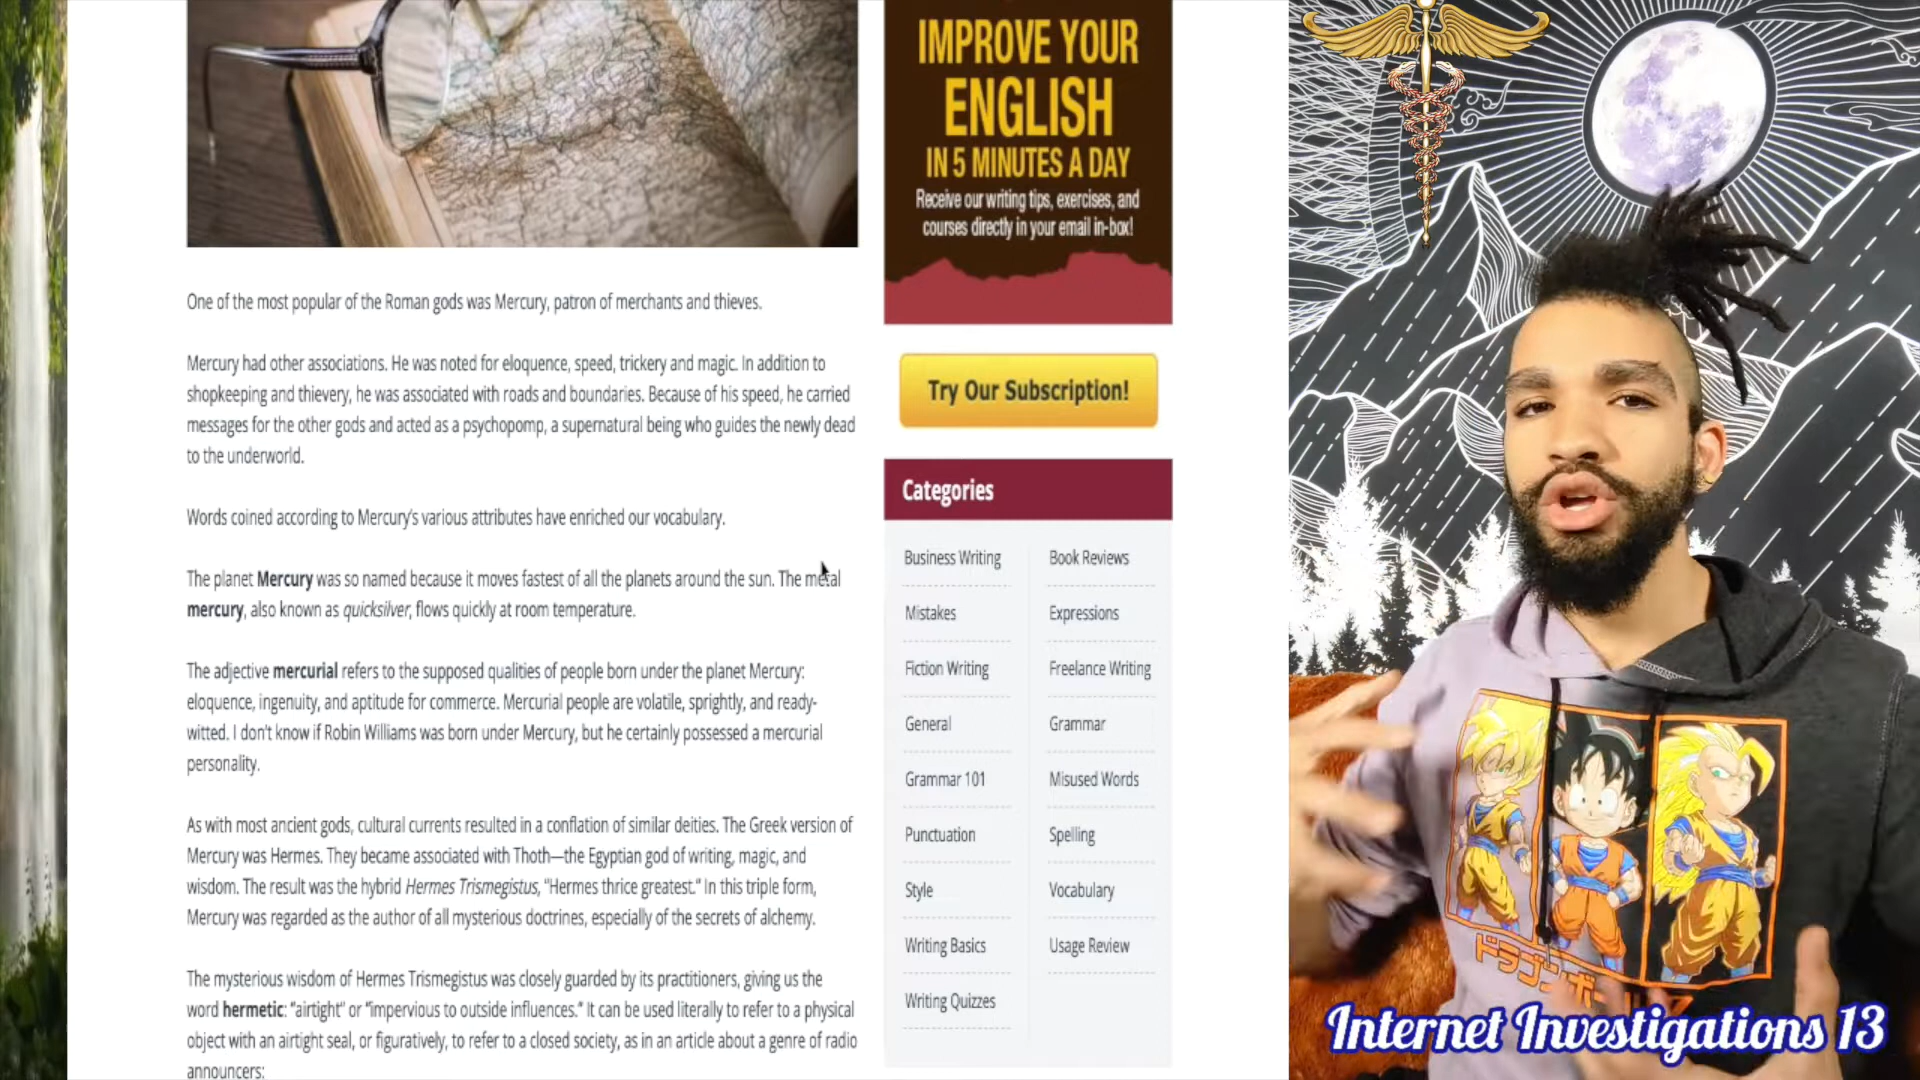 One of the most popular of the Roman gods was Mercury, patron of merchants and thieves.
Mercury had other associations. He was noted for eloquence, speed, trickery and magic. In addition to
shopkeeping and thievery, he was associated with roads and boundaries. Because of his speed, he carried
messages for the other gods and acted as a psychopomp, a supernatural being who guides the newly dead
to the underworld.
Words coined according to Mercury's various attributes have enriched our vocabulary.
The planet Mercury was so named because it moves fastest of all the planets around the sun. The metal
mercury, also known as quicksilver, flows quickly at room temperature.
The adjective mercurial refers to the supposed qualities of people born under the planet Mercury:
eloquence, ingenuity, and aptitude for commerce. Mercurial people are volatile, sprightly, and ready-
witted. I don't know if Robin Williams was born under Mercury, but he certainly possessed a mercurial
personality.
As with most ancient gods, cultural currents resulted in a conflation of similar deities. The Greek version of
Mercury was Hermes. They became associated with Thoth—the Egyptian god of writing, magic, and
wisdom. The result was the hybrid Hermes Trismegistus, "Hermes thrice greatest." In this triple form,
Mercury was regarded as the author of all mysterious doctrines, especially of the secrets of alchemy.
The mysterious wisdom of Hermes Trismegistus was closely guarded by its practitioners, giving us the
word hermetic: "airtight" or "impervious to outside influences." It can be used literally to refer to a physical
object with an airtight seal, or figuratively, to refer to a closed society, as in an article about a genre of radio
announcers:
IMPROVE YOUR
ENGLISH
IN 5 MINUTES A DAY
Receive our writing tips, exercises, and
courses directly in your email in-box!
Try Our Subscription!
Categories
Business Writing
Book Reviews
Mistakes
Expressions
Fiction Writing
Freelance Writing
General
Grammar
Grammar 101
Misused Words
Punctuation
Spelling
Style
Vocabulary
Writing Basics
Usage Review
Writing Quizzes
Internet Investigations 13